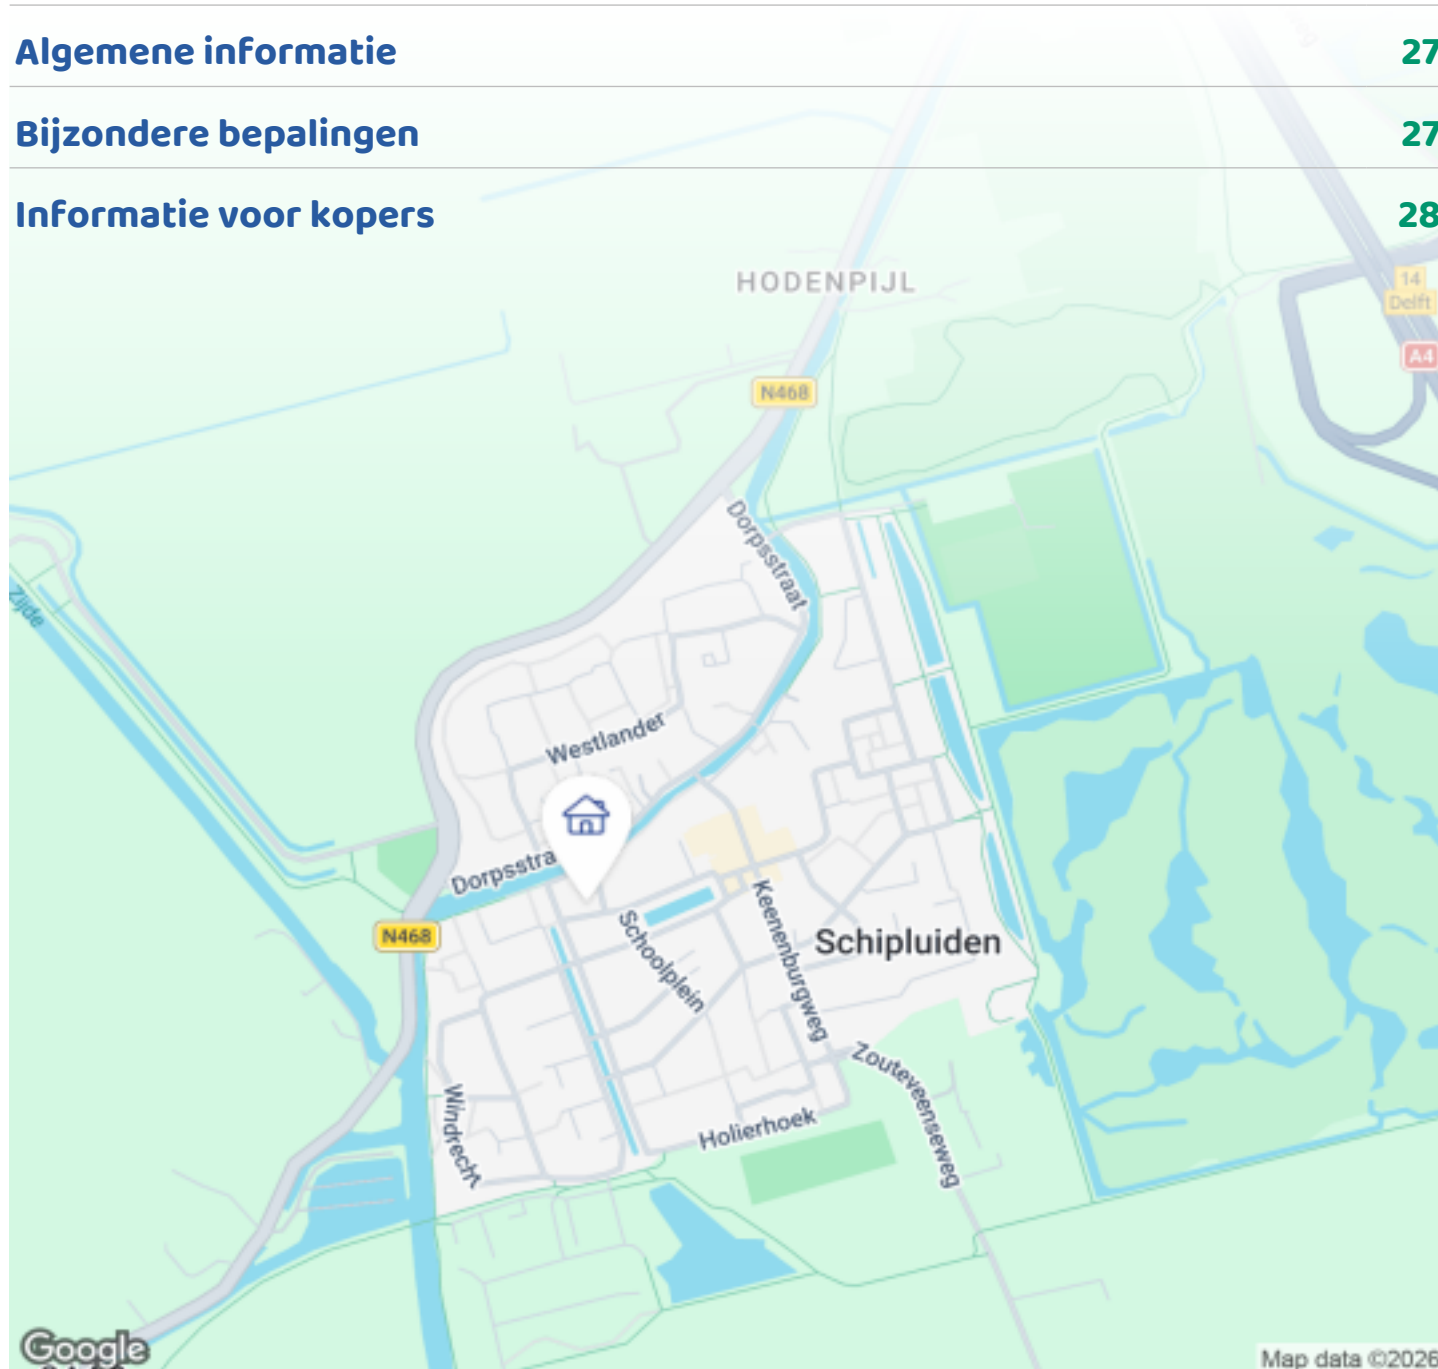 Algemene informatie 27
Bijzondere bepalingen 27
Informatie voor kopers 28
HODENPIJL
14
Delft
A4
N468
Dorpsstraat
Zijde
Westlander
Dorpsstra
N468
Schoolplein
Keenenburgweg
Schipluiden
Zouteveenseweg
Windrecht
Holierhoek
Google
Map data ©2026